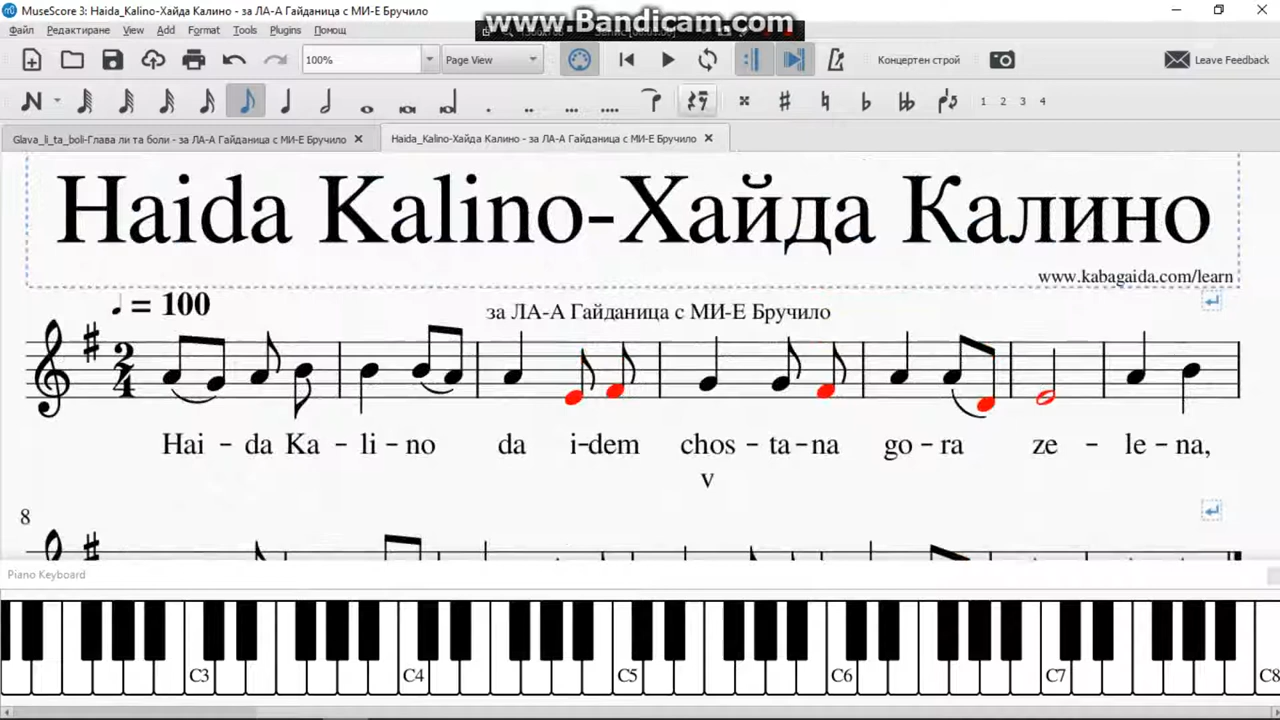 MuseScore 3: Haida_Kalino-Хайда Калино - за ЛА-А Гайданица с МИ-Е Бручило
www.Bandicam.com
Файл Редактиране View Add Format Tools Plugins Помощ
100% Page View Концертен строй Leave Feedback
1 2 3 4
Glava_li_ta_boli-Глава ли та боли - за ЛА-А Гайданица с МИ-Е Бручило
Haida_Kalino-Хайда Калино - за ЛА-А Гайданица с МИ-Е Бручило
Haida Kalino-Хайда Калино
www.kabagaida.com/learn
= 100
за ЛА-А Гайданица с МИ-Е Бручило
2
4
Hai - da Ka - li - no da i-dem chos - ta-na go-ra ze - le-na,
v
8
Piano Keyboard
C3 C4 C5 C6 C7 C8